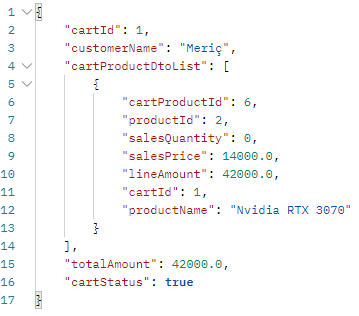 1 {
2 "cartId": 1,
3 "customerName": "Meriç",
4 "cartProductDtoList": [
5 {
6 "cartProductId": 6,
7 "productId": 2,
8 "salesQuantity": 0,
9 "salesPrice": 14000.0,
10 "lineAmount": 42000.0,
11 "cartId": 1,
12 "productName": "Nvidia RTX 3070"
13 }
14 ],
15 "totalAmount": 42000.0,
16 "cartStatus": true
17 }